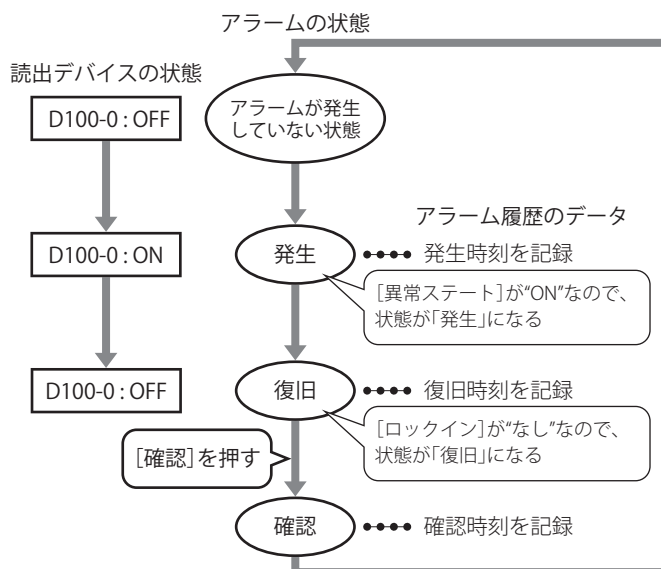 アラームの状態
読出デバイスの状態
D100-0 : OFF
アラームが発生
していない状態
アラーム履歴のデータ
D100-0 : ON
発生
発生時刻を記録
[異常ステート]が“ON”なので、
状態が「発生」になる
D100-0 : OFF
復旧
復旧時刻を記録
[ロックイン]が“なし”なので、
状態が「復旧」になる
[確認]を押す
確認
確認時刻を記録